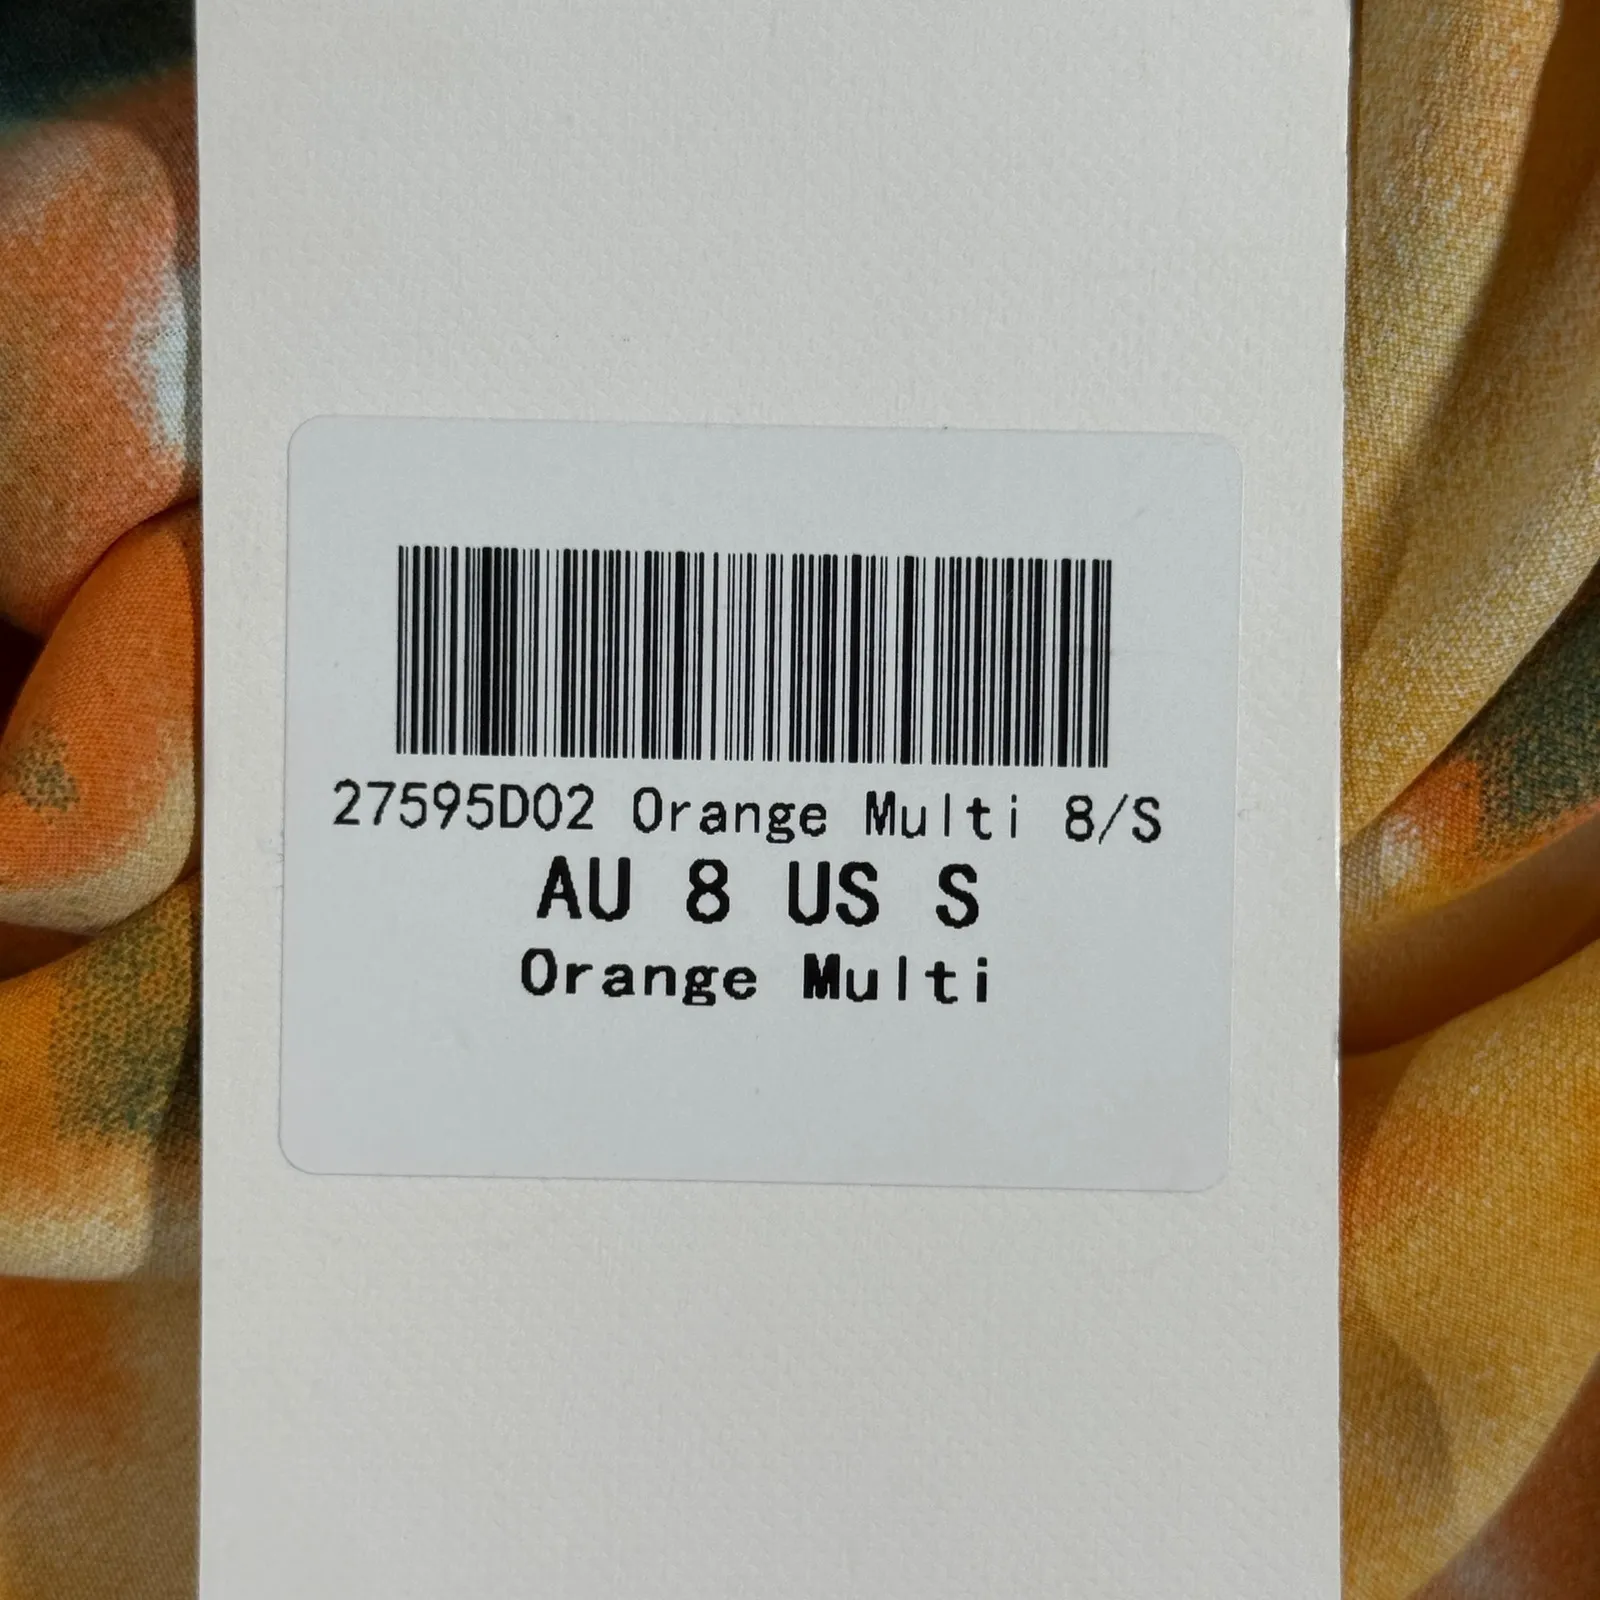 27595D02 Orange Multi 8/S
AU 8 US S
Orange Multi